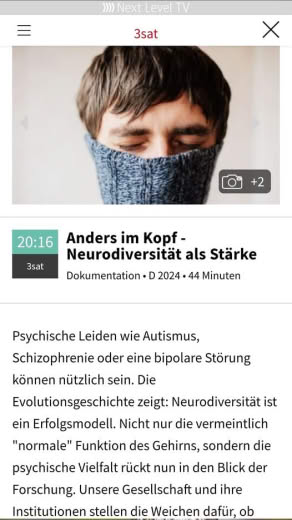 Next Level TV
3sat
+2
20:16
3sat
Anders im Kopf -
Neurodiversität als Stärke
Dokumentation • D 2024 • 44 Minuten
Psychische Leiden wie Autismus,
Schizophrenie oder eine bipolare Störung
können nützlich sein. Die
Evolutionsgeschichte zeigt: Neurodiversität ist
ein Erfolgsmodell. Nicht nur die vermeintlich
"normale" Funktion des Gehirns, sondern die
psychische Vielfalt rückt nun in den Blick der
Forschung. Unsere Gesellschaft und ihre
Institutionen stellen die Weichen dafür, ob